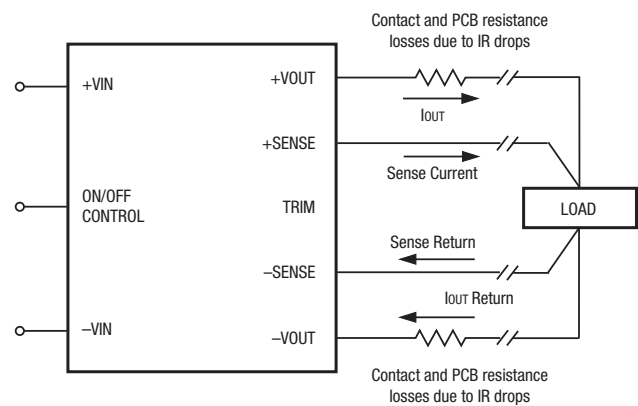 Contact and PCB resistance
losses due to IR drops
+VOUT
+VIN
IOUT
+SENSE
Sense Current
ON/OFF
CONTROL
TRIM
LOAD
Sense Return
–SENSE
IOUT Return
–VIN
–VOUT
Contact and PCB resistance
losses due to IR drops